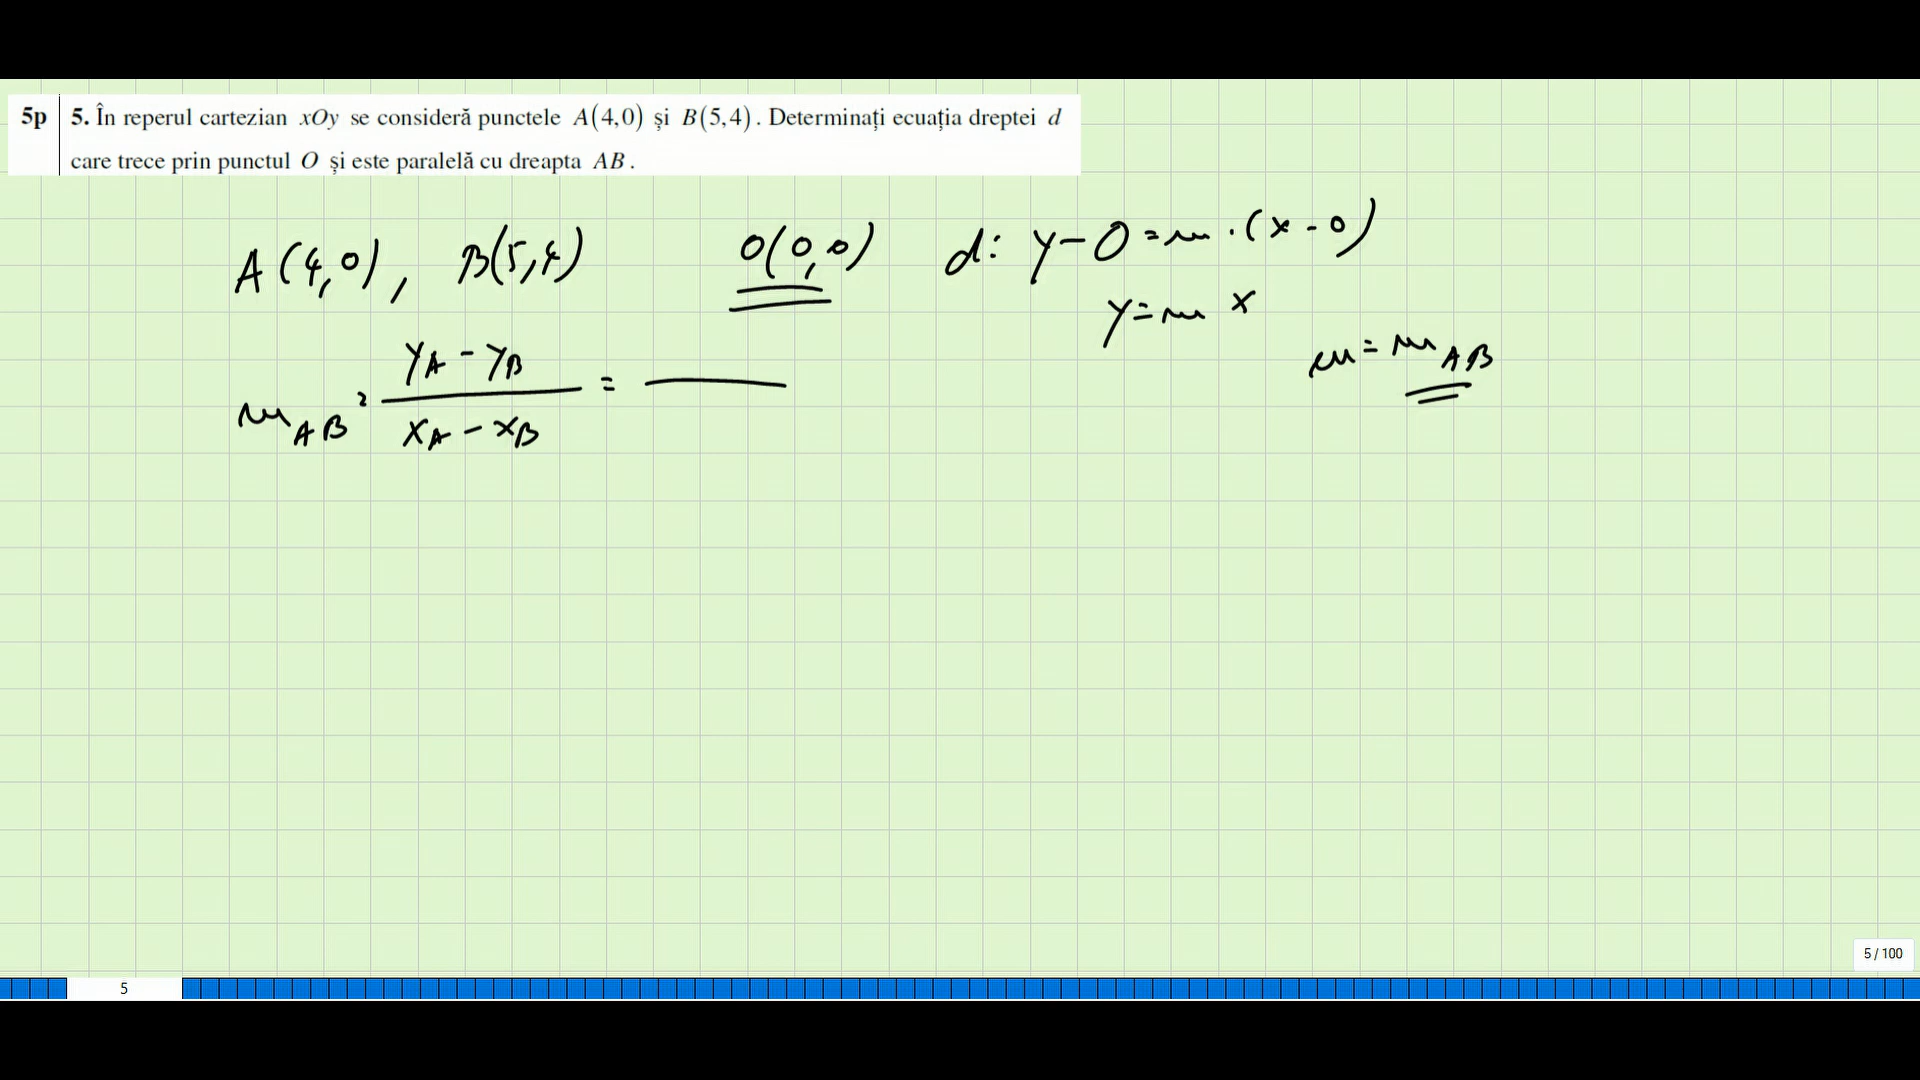 5p 5. În reperul cartezian xOy se consideră punctele A(4,0) și B(5,4). Determinați ecuația dreptei d
care trece prin punctul O și este paralelă cu dreapta AB.
A(4,0), B(5,4) O(0,0) d: y-0=m·(x-0)
y=m x
m=m_AB
m_AB = (y_A - y_B)/(x_A - x_B) =
5 / 100
5